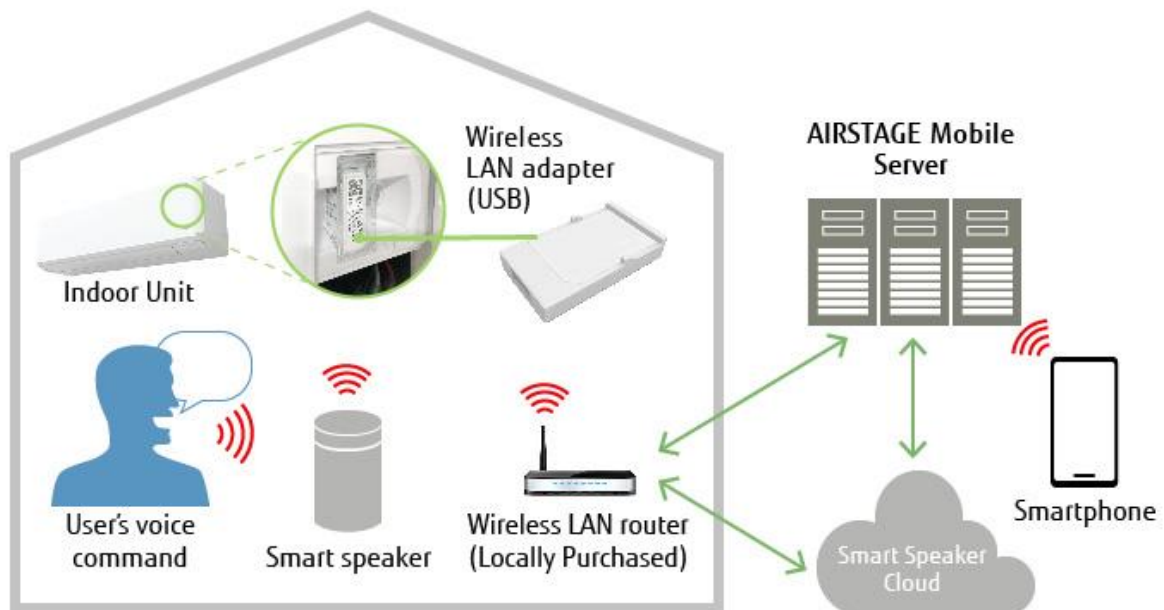 Wireless
LAN adapter
(USB)
AIRSTAGE Mobile
Server
Indoor Unit
User's voice
command
Smart speaker
Wireless LAN router
(Locally Purchased)
Smart Speaker
Cloud
Smartphone